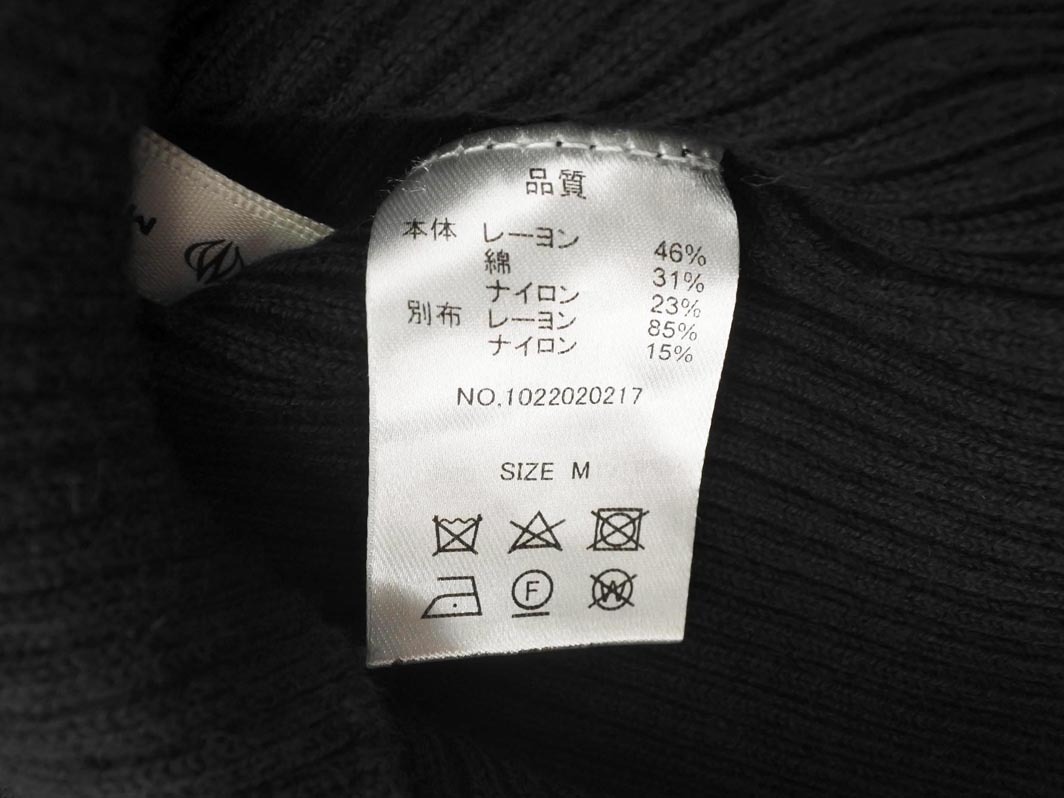 品質
本体 レーヨン 46%
綿 31%
ナイロン 23%
別布 レーヨン 85%
ナイロン 15%
NO.1022020217
SIZE M
F
W